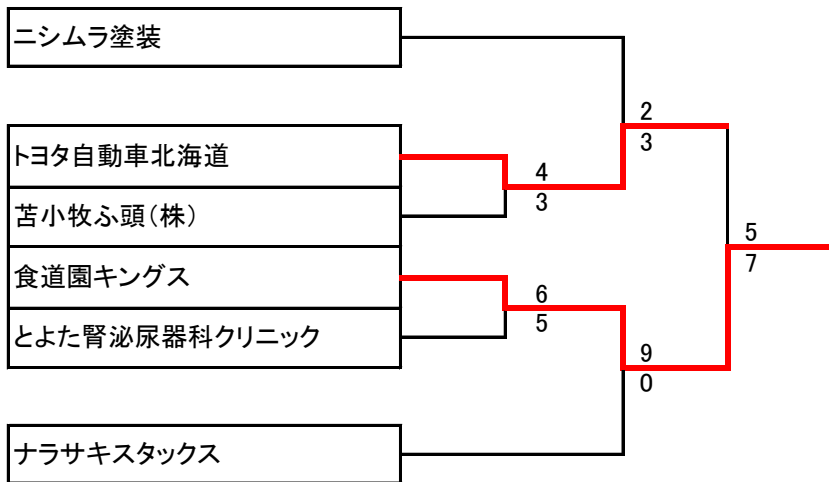 ニシムラ塗装
トヨタ自動車北海道
苫小牧ふ頭（株）
食道園キングス
とよた腎泌尿器科クリニック
ナラサキスタックス
4
3
6
5
2
3
9
0
5
7